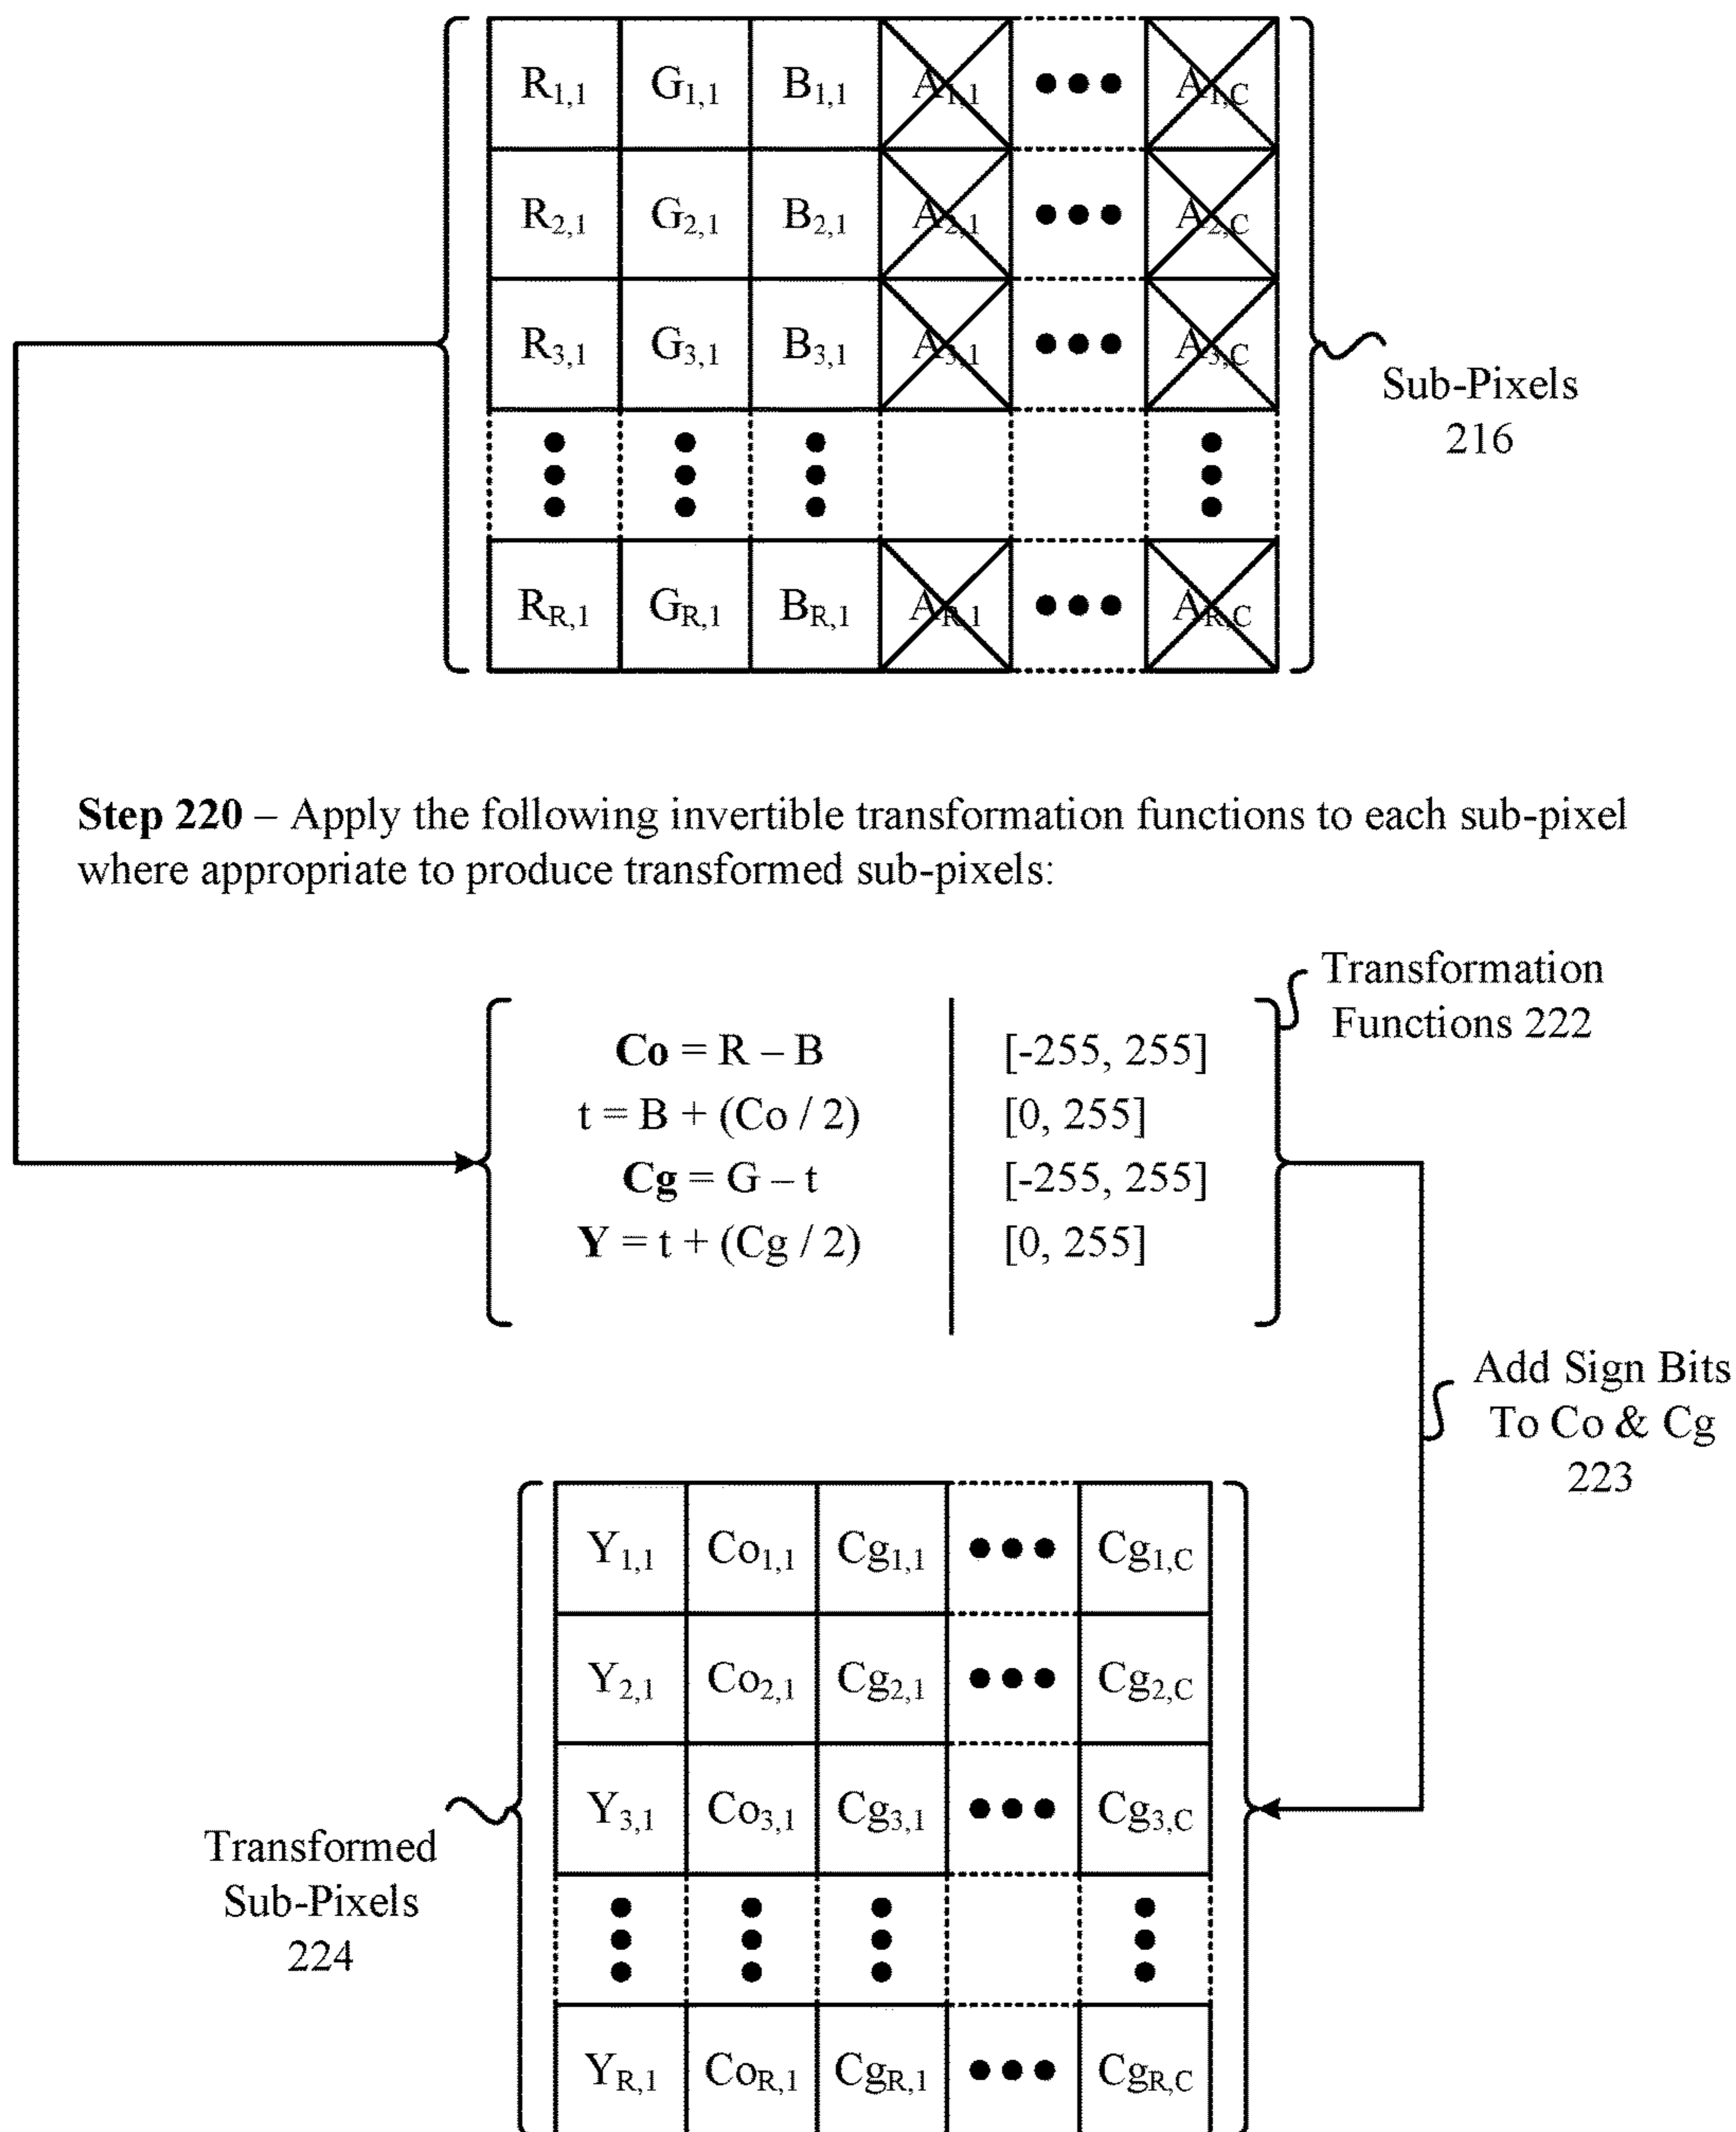 R1,1 G1,1 B1,1 A1,1 ••• A1,C
R2,1 G2,1 B2,1 A2,1 ••• A2,C
R3,1 G3,1 B3,1 A3,1 ••• A3,C
RR,1 GR,1 BR,1 AR,1 ••• AR,C
Sub-Pixels
216
Step 220 – Apply the following invertible transformation functions to each sub-pixel
where appropriate to produce transformed sub-pixels:
Transformation
Functions 222
Co = R – B [-255, 255]
t = B + (Co / 2) [0, 255]
Cg = G – t [-255, 255]
Y = t + (Cg / 2) [0, 255]
Add Sign Bits
To Co & Cg
223
Y1,1 Co1,1 Cg1,1 ••• Cg1,C
Y2,1 Co2,1 Cg2,1 ••• Cg2,C
Y3,1 Co3,1 Cg3,1 ••• Cg3,C
YR,1 CoR,1 CgR,1 ••• CgR,C
Transformed
Sub-Pixels
224